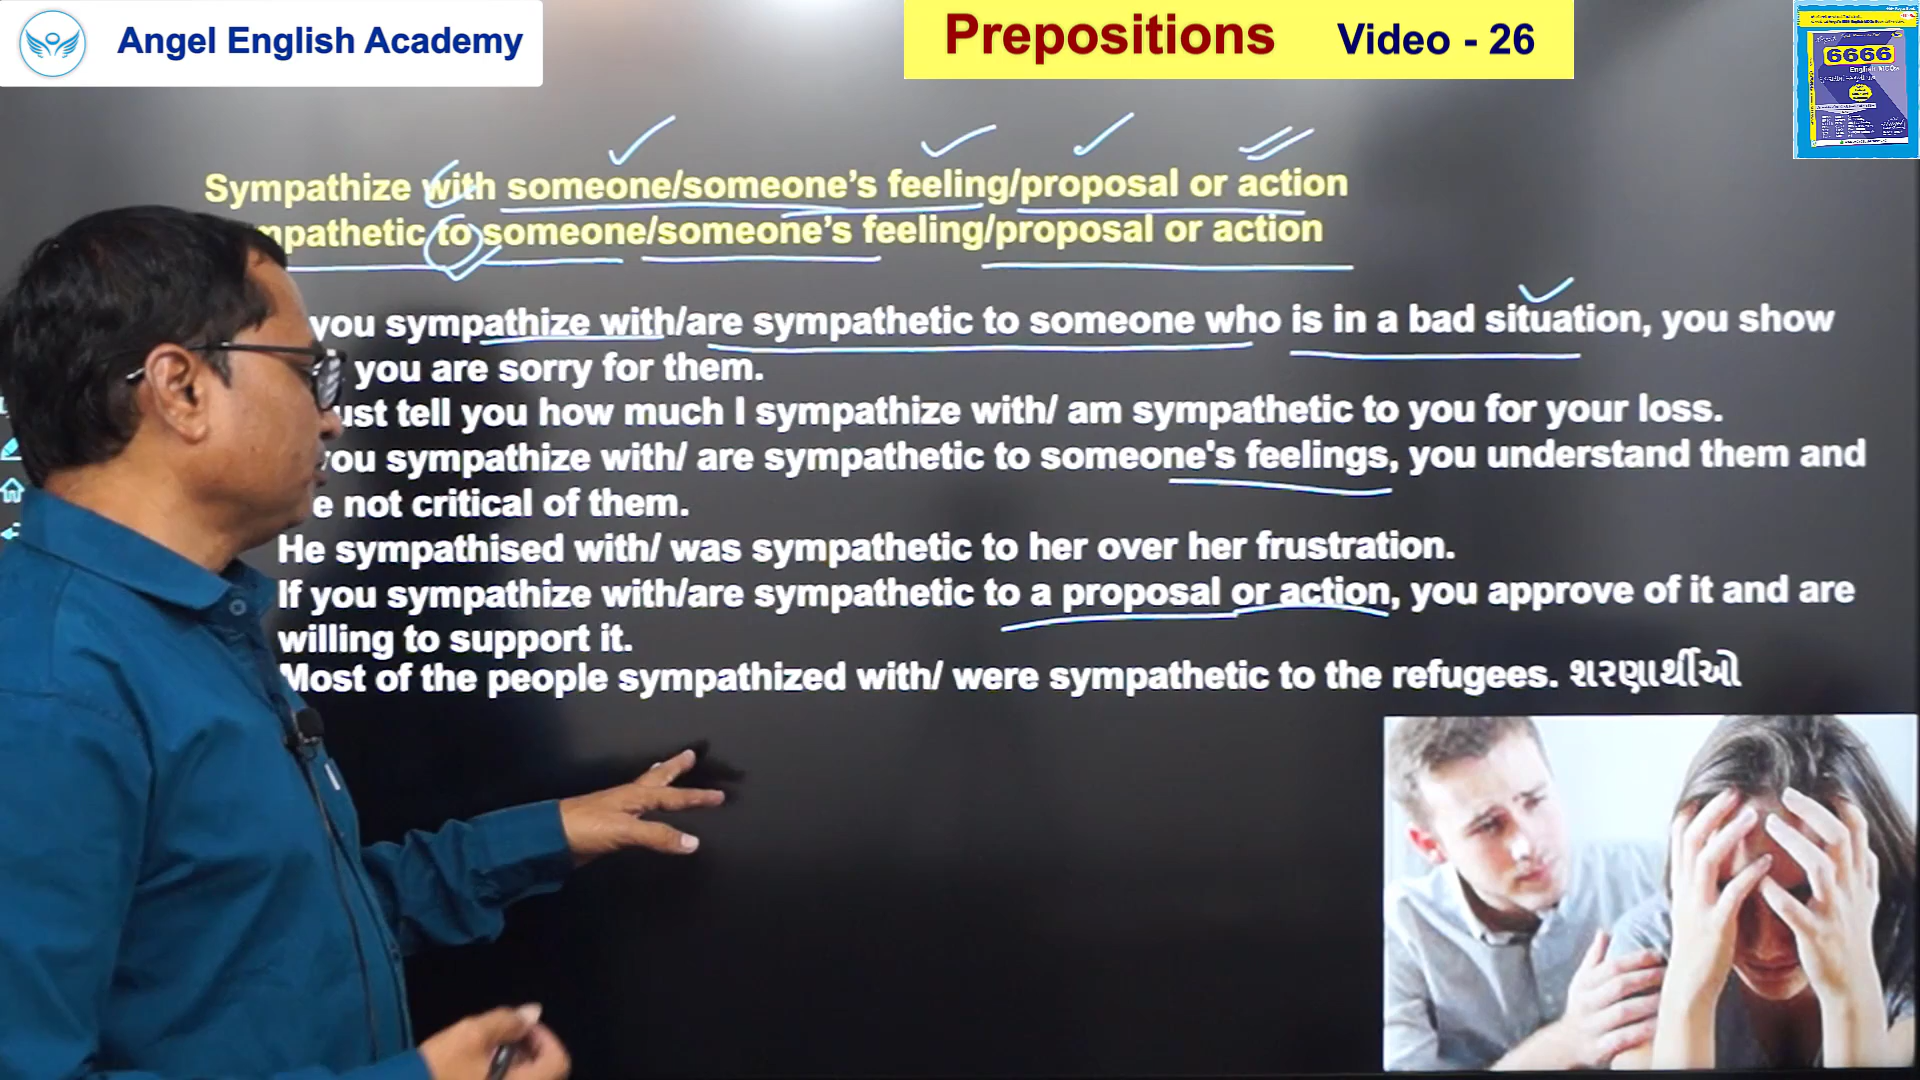 Angel English Academy
Prepositions Video - 26
6666
English MCQs
Sympathize with someone/someone's feeling/proposal or action
mpathetic to someone/someone's feeling/proposal or action
you sympathize with/are sympathetic to someone who is in a bad situation, you show
you are sorry for them.
ust tell you how much I sympathize with/ am sympathetic to you for your loss.
you sympathize with/ are sympathetic to someone's feelings, you understand them and
e not critical of them.
He sympathised with/ was sympathetic to her over her frustration.
If you sympathize with/are sympathetic to a proposal or action, you approve of it and are
willing to support it.
Most of the people sympathized with/ were sympathetic to the refugees. શરણાર્થીઓ